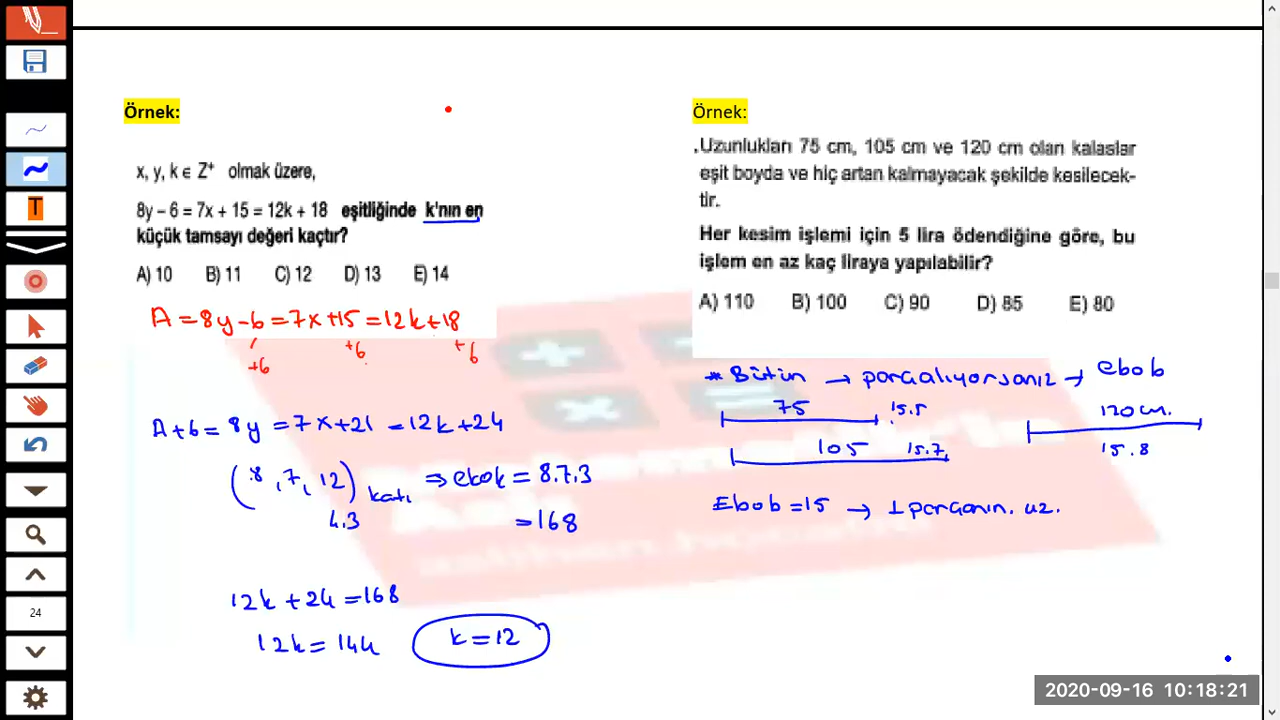 Örnek:
x, y, k ∈ Z⁺ olmak üzere,
8y – 6 = 7x + 15 = 12k + 18 eşitliğinde k'nın en
küçük tamsayı değeri kaçtır?
A) 10 B) 11 C) 12 D) 13 E) 14
A = 8y - 6 = 7x + 15 = 12k + 18
+6 +6 +6
A + 6 = 8y = 7x + 21 = 12k + 24
(8, 7, 12) katı ⇒ ekok = 8.7.3
4.3
= 168
12k + 24 = 168
12k = 144
k = 12
Örnek:
.Uzunlukları 75 cm, 105 cm ve 120 cm olan kalaslar
eşit boyda ve hiç artan kalmayacak şekilde kesilecek-
tir.
Her kesim işlemi için 5 lira ödendiğine göre, bu
işlem en az kaç liraya yapılabilir?
A) 110 B) 100 C) 90 D) 85 E) 80
* Bütün → parçalıyorsanız → ebob
75 15.5
120 cm.
105 15.7
15.8
Ebob = 15 → 1 parçanın. uz.
24
T
2020-09-16 10:18:21